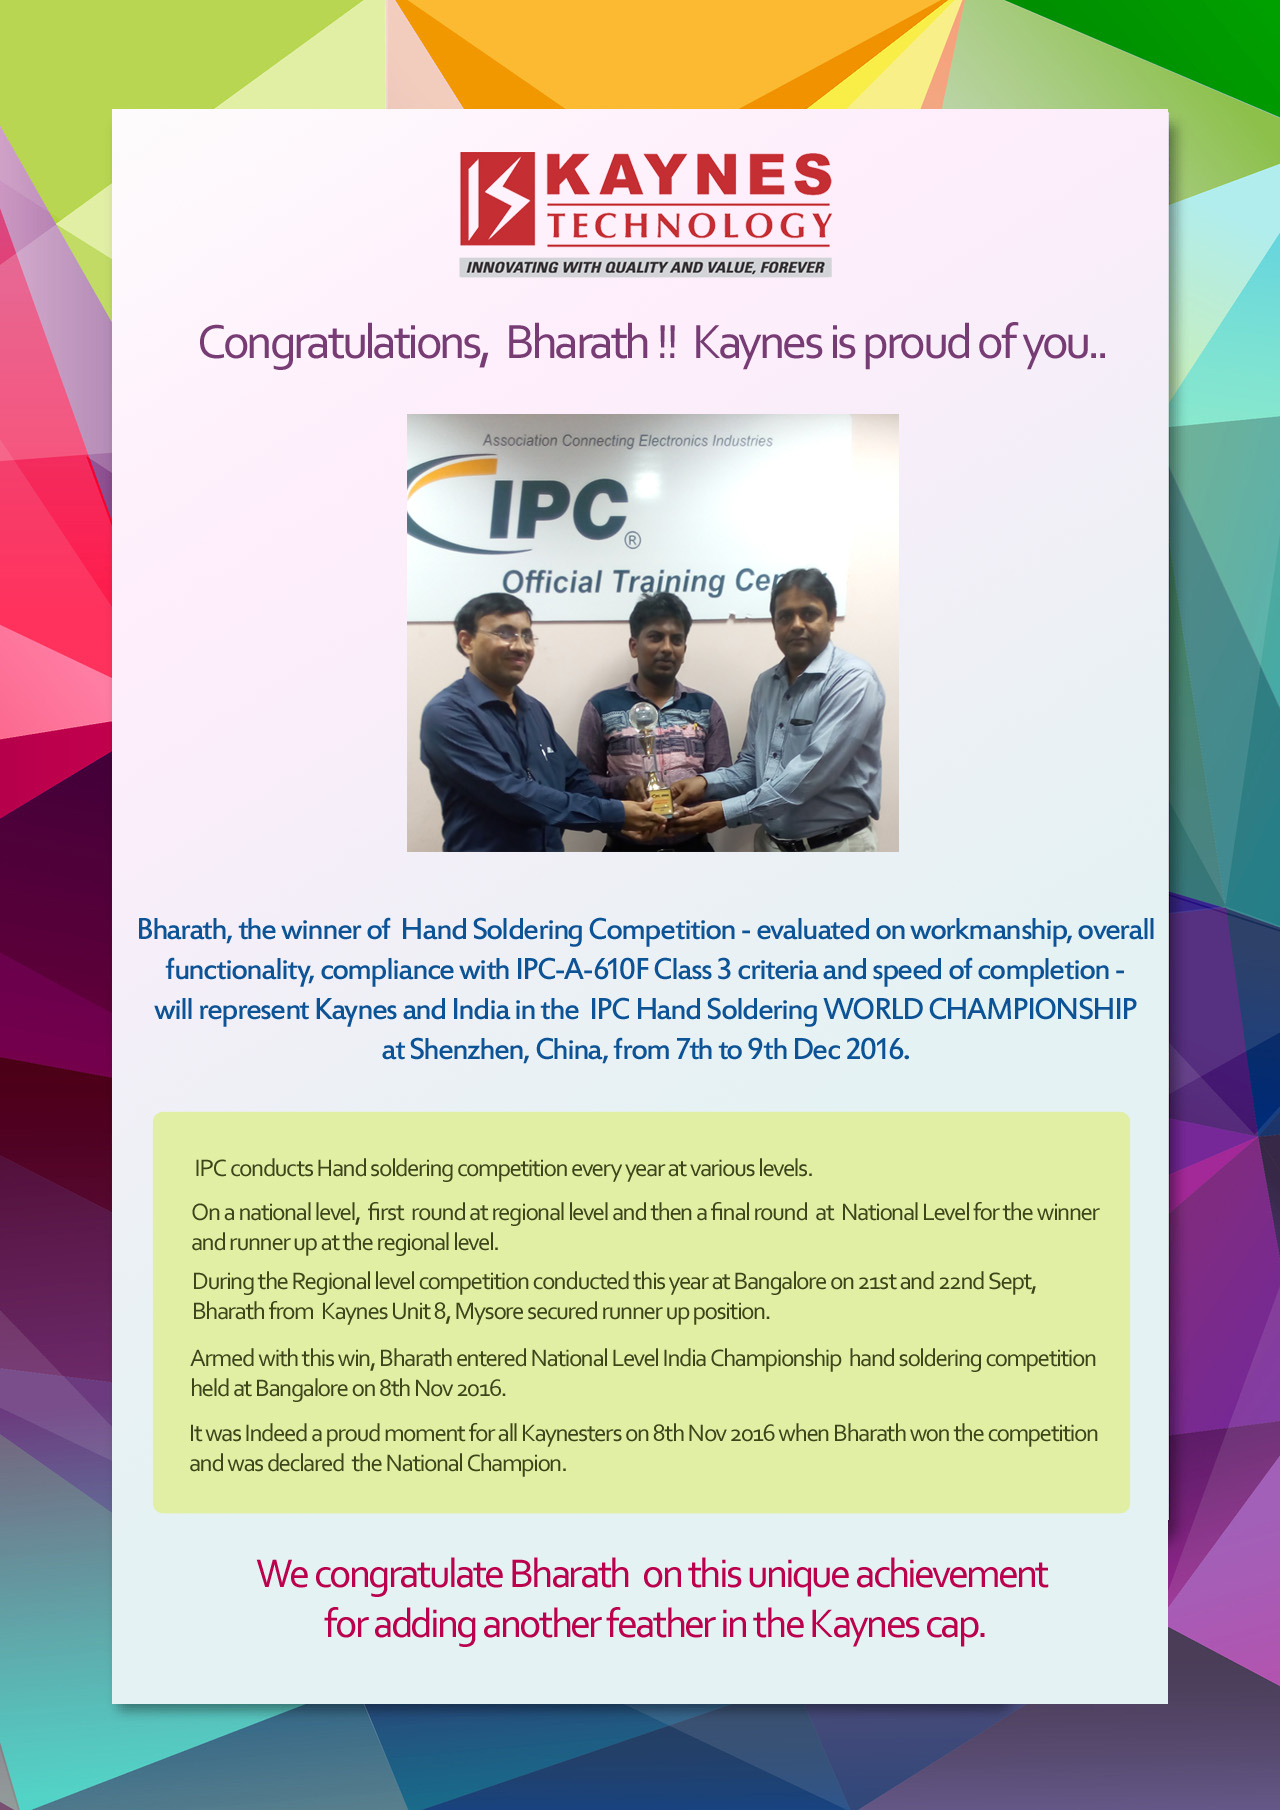 KAYNES
TECHNOLOGY
INNOVATING WITH QUALITY AND VALUE, FOREVER
Congratulations, Bharath !! Kaynes is proud of you..
Association Connecting Electronics Industries
IPC®
Official Training Center
Bharath, the winner of Hand Soldering Competition - evaluated on workmanship, overall
functionality, compliance with IPC-A-610F Class 3 criteria and speed of completion -
will represent Kaynes and India in the IPC Hand Soldering WORLD CHAMPIONSHIP
at Shenzhen, China, from 7th to 9th Dec 2016.
IPC conducts Hand soldering competition every year at various levels.
On a national level, first round at regional level and then a final round at National Level for the winner
and runner up at the regional level.
During the Regional level competition conducted this year at Bangalore on 21st and 22nd Sept,
Bharath from Kaynes Unit 8, Mysore secured runner up position.
Armed with this win, Bharath entered National Level India Championship hand soldering competition
held at Bangalore on 8th Nov 2016.
It was Indeed a proud moment for all Kaynesters on 8th Nov 2016 when Bharath won the competition
and was declared the National Champion.
We congratulate Bharath on this unique achievement
for adding another feather in the Kaynes cap.